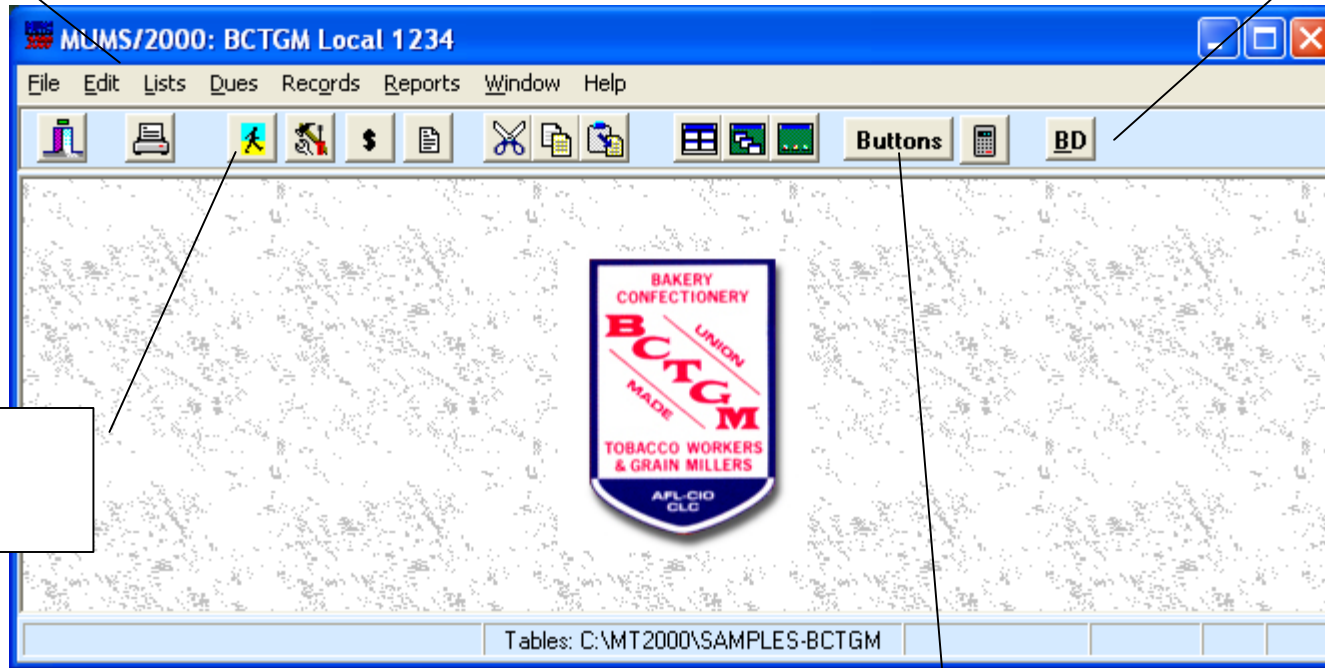 MUMS/2000: BCTGM Local 1234
File Edit Lists Dues Records Reports Window Help
$ Buttons BD
BAKERY
CONFECTIONERY
BCTGM
UNION
MADE
TOBACCO WORKERS
& GRAIN MILLERS
AFL-CIO
CLC
Tables: C:\MT2000\SAMPLES-BCTGM